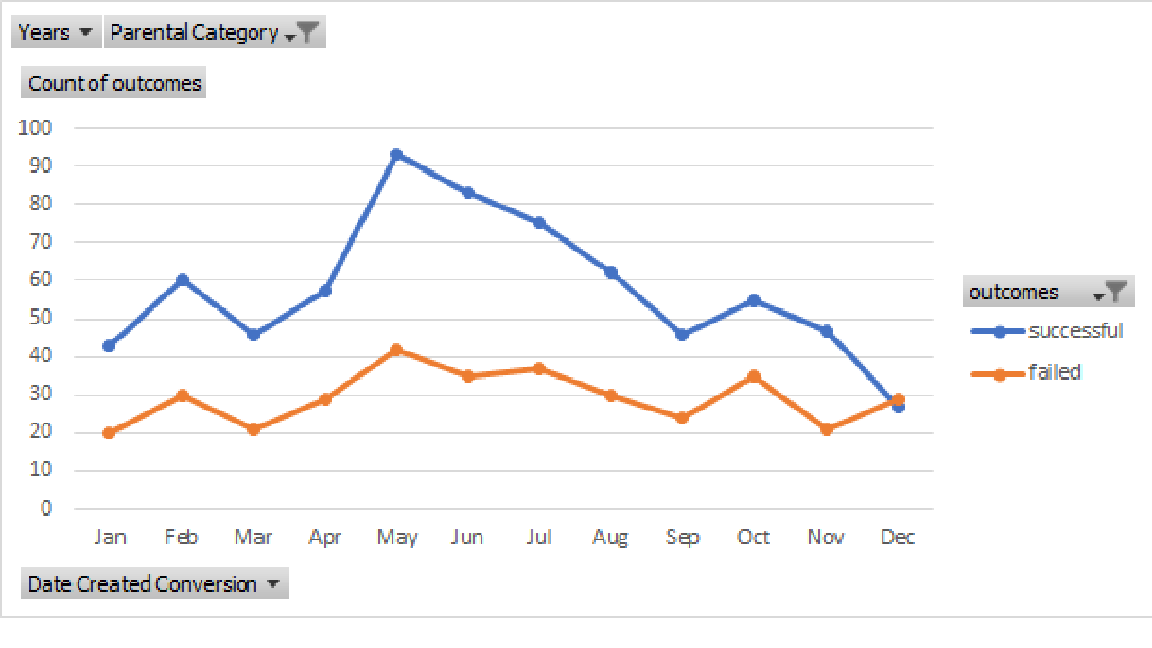 Years Parental Category
Count of outcomes
100
90
80
70
60
50
40
30
20
10
0
Jan Feb Mar Apr May Jun Jul Aug Sep Oct Nov Dec
outcomes
successful
failed
Date Created Conversion